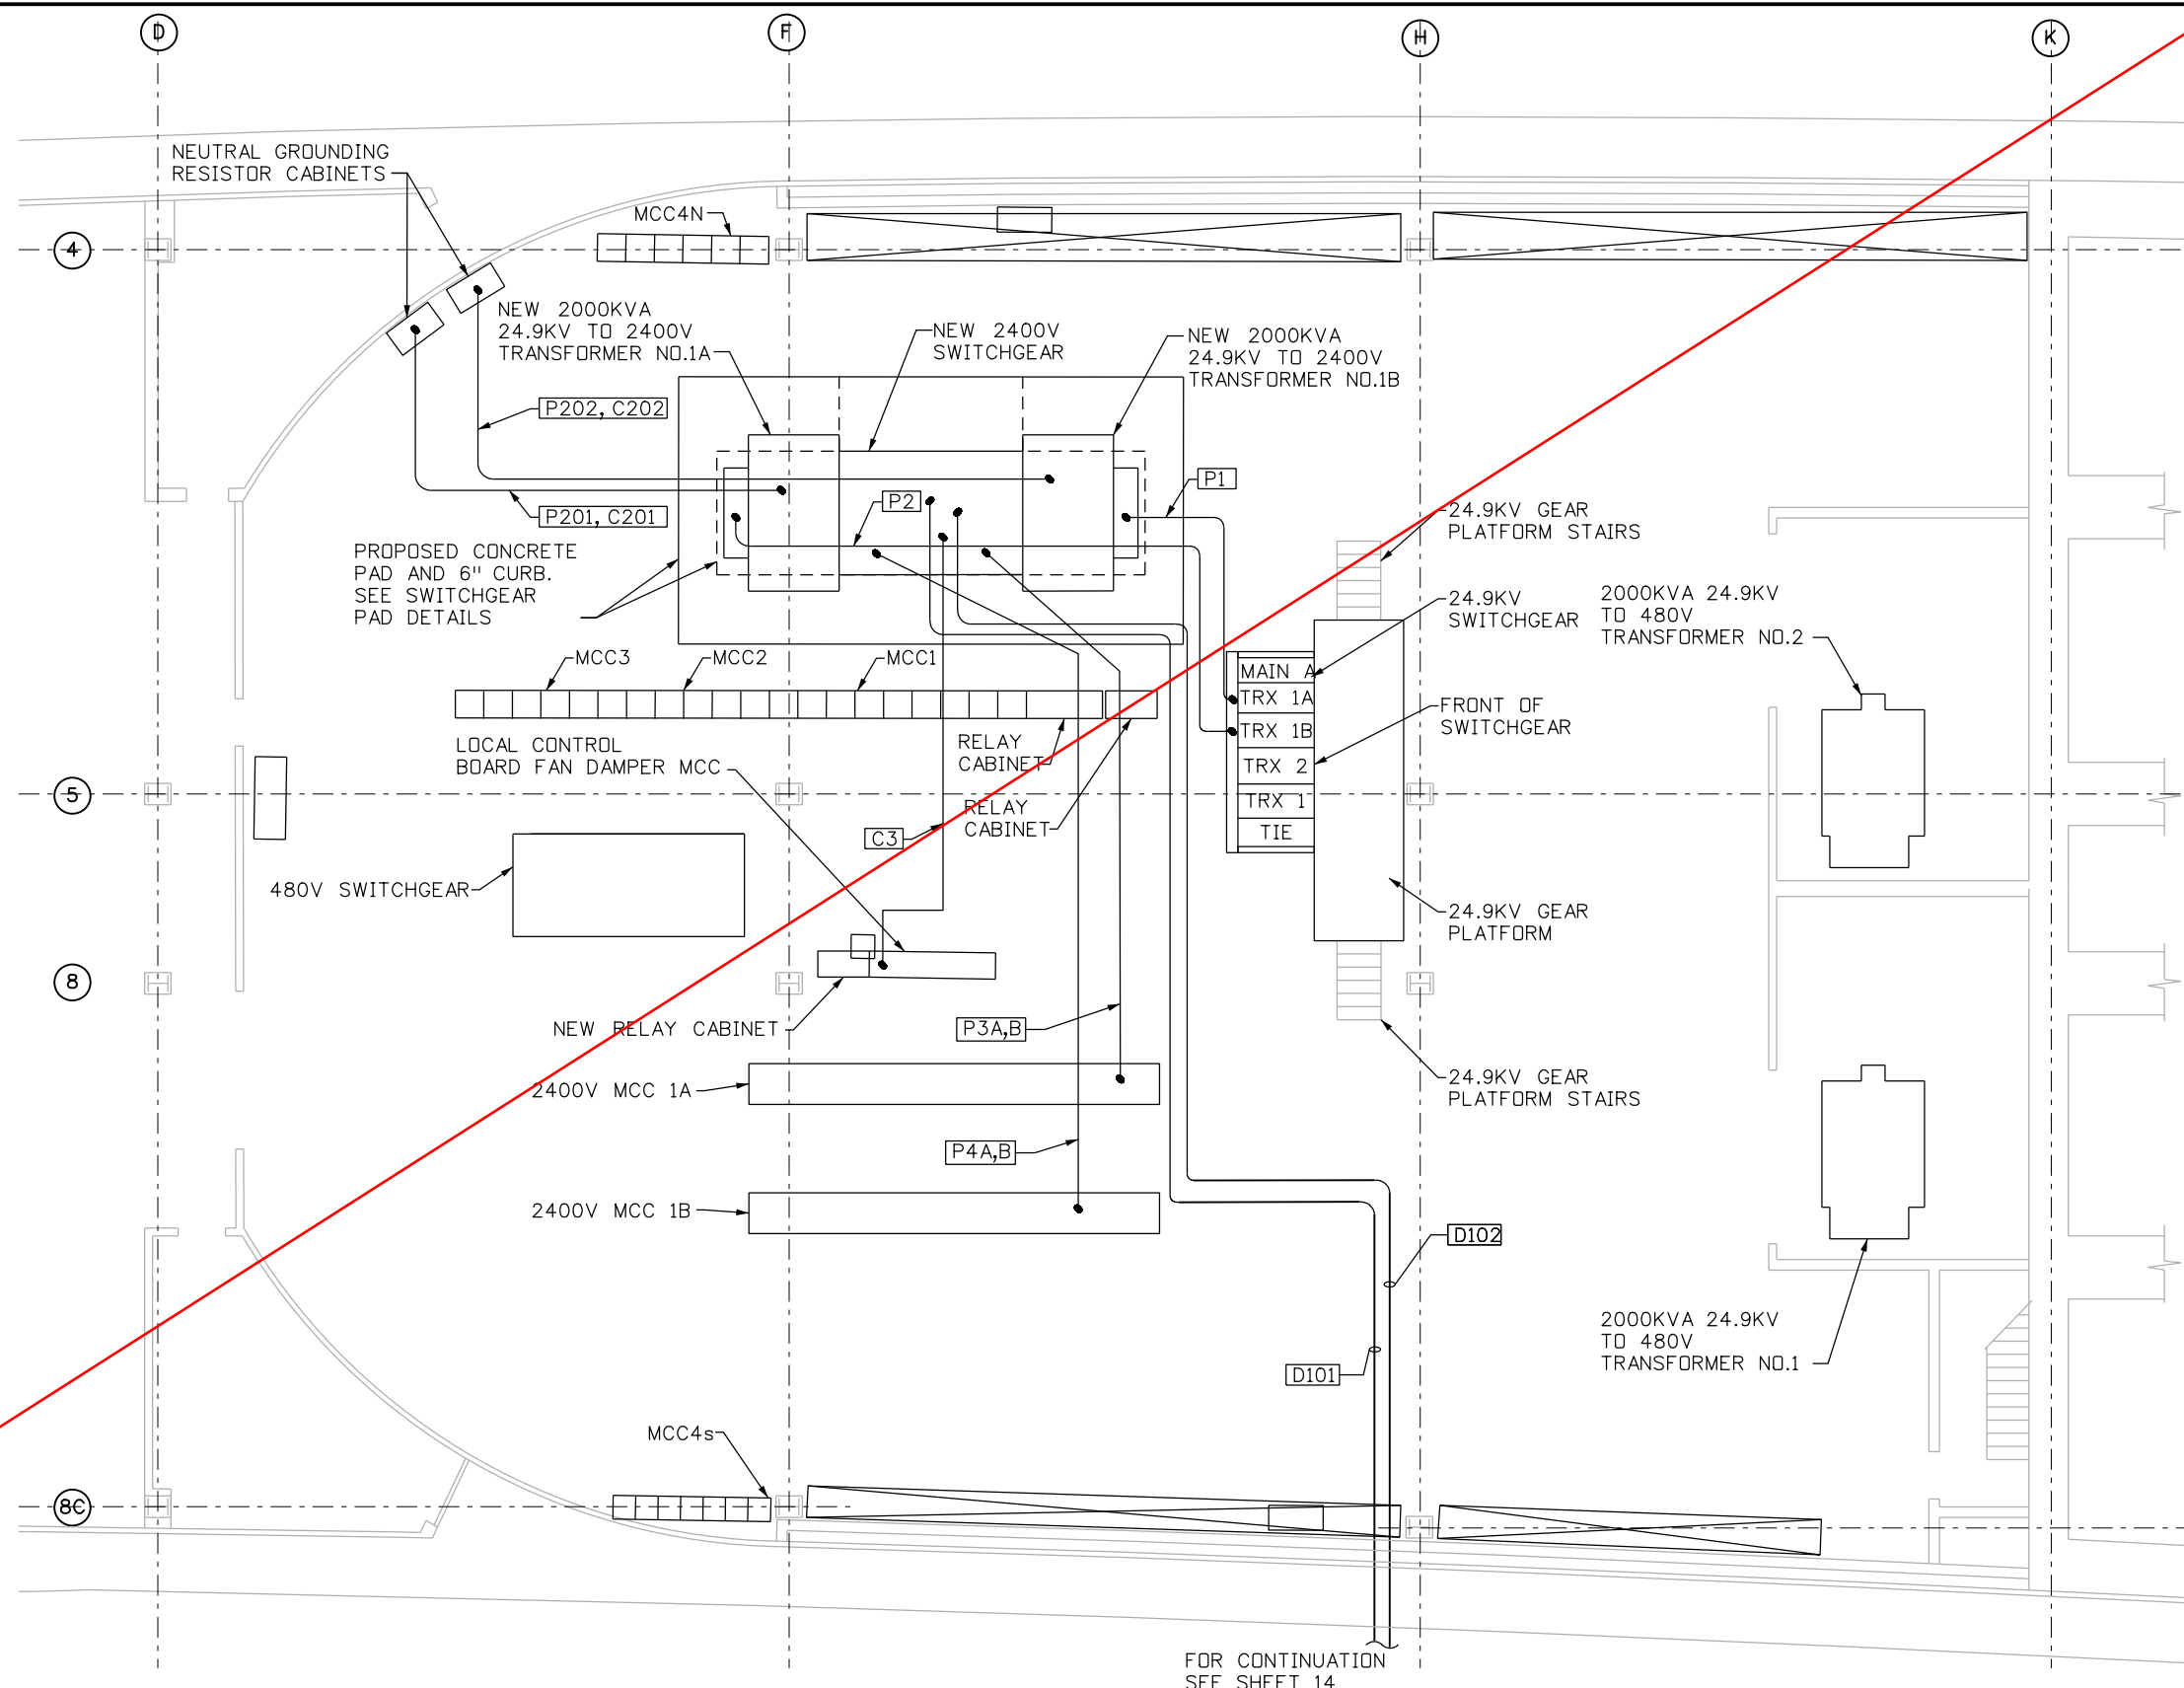 D
F
H
K
4
5
8
8C
NEUTRAL GROUNDING
RESISTOR CABINETS
MCC4N
NEW 2000KVA
24.9KV TO 2400V
TRANSFORMER NO.1A
NEW 2400V
SWITCHGEAR
NEW 2000KVA
24.9KV TO 2400V
TRANSFORMER NO.1B
P202, C202
P201, C201
P2
P1
PROPOSED CONCRETE
PAD AND 6" CURB.
SEE SWITCHGEAR
PAD DETAILS
24.9KV GEAR
PLATFORM STAIRS
24.9KV
SWITCHGEAR
2000KVA 24.9KV
TO 480V
TRANSFORMER NO.2
MCC3
MCC2
MCC1
MAIN A
TRX 1A
TRX 1B
TRX 2
TRX 1
TIE
FRONT OF
SWITCHGEAR
LOCAL CONTROL
BOARD FAN DAMPER MCC
RELAY
CABINET
RELAY
CABINET
C3
480V SWITCHGEAR
24.9KV GEAR
PLATFORM
NEW RELAY CABINET
P3A,B
2400V MCC 1A
24.9KV GEAR
PLATFORM STAIRS
P4A,B
2400V MCC 1B
D102
D101
2000KVA 24.9KV
TO 480V
TRANSFORMER NO.1
MCC4s
FOR CONTINUATION
SEE SHEET 14